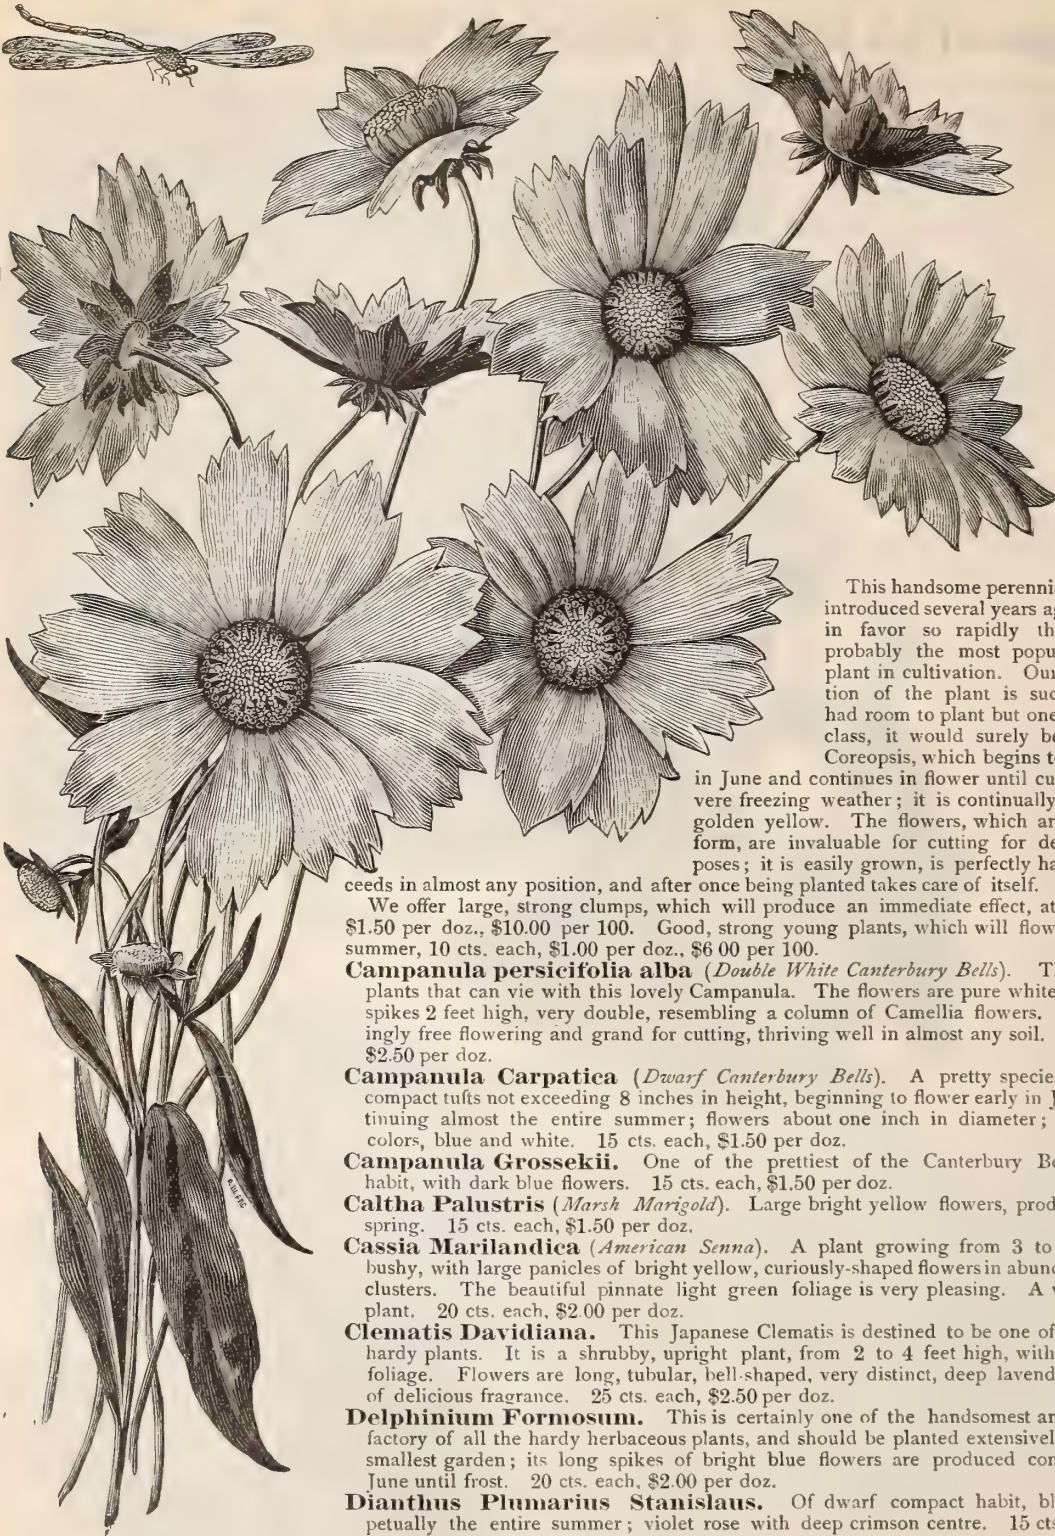 This handsome perenni
introduced several years a
in favor so rapidly th
probably the most popu
plant in cultivation. Our
tion of the plant is suc
had room to plant but one
class, it would surely be
Coreopsis, which begins t
in June and continues in flower until cu
vere freezing weather; it is continually
golden yellow. The flowers, which ar
form, are invaluable for cutting for de
poses; it is easily grown, is perfectly ha
ceeds in almost any position, and after once being planted takes care of itself.
We offer large, strong clumps, which will produce an immediate effect, at
$1.50 per doz., $10.00 per 100. Good, strong young plants, which will flow
summer, 10 cts. each, $1.00 per doz., $6 00 per 100.
Campanula persicifolia alba (Double White Canterbury Bells). T
plants that can vie with this lovely Campanula. The flowers are pure white
spikes 2 feet high, very double, resembling a column of Camellia flowers.
ingly free flowering and grand for cutting, thriving well in almost any soil.
$2.50 per doz.
Campanula Carpatica (Dwarf Canterbury Bells). A pretty specie
compact tufts not exceeding 8 inches in height, beginning to flower early in J
tinuing almost the entire summer; flowers about one inch in diameter;
colors, blue and white. 15 cts. each, $1.50 per doz.
Campanula Grossekii. One of the prettiest of the Canterbury Be
habit, with dark blue flowers. 15 cts. each, $1.50 per doz.
Caltha Palustris (Marsh Marigold). Large bright yellow flowers, prod
spring. 15 cts. each, $1.50 per doz.
Cassia Marilandica (American Senna). A plant growing from 3 to
bushy, with large panicles of bright yellow, curiously-shaped flowers in abund
clusters. The beautiful pinnate light green foliage is very pleasing. A v
plant. 20 cts. each, $2.00 per doz.
Clematis Davidiana. This Japanese Clematis is destined to be one of
hardy plants. It is a shrubby, upright plant, from 2 to 4 feet high, with
foliage. Flowers are long, tubular, bell-shaped, very distinct, deep lavend
of delicious fragrance. 25 cts. each, $2.50 per doz.
Delphinium Formosum. This is certainly one of the handsomest an
factory of all the hardy herbaceous plants, and should be planted extensivel
smallest garden; its long spikes of bright blue flowers are produced con
June until frost. 20 cts. each, $2.00 per doz.
Dianthus Plumarius Stanislaus. Of dwarf compact habit, bl
petually the entire summer; violet rose with deep crimson centre. 15 cts